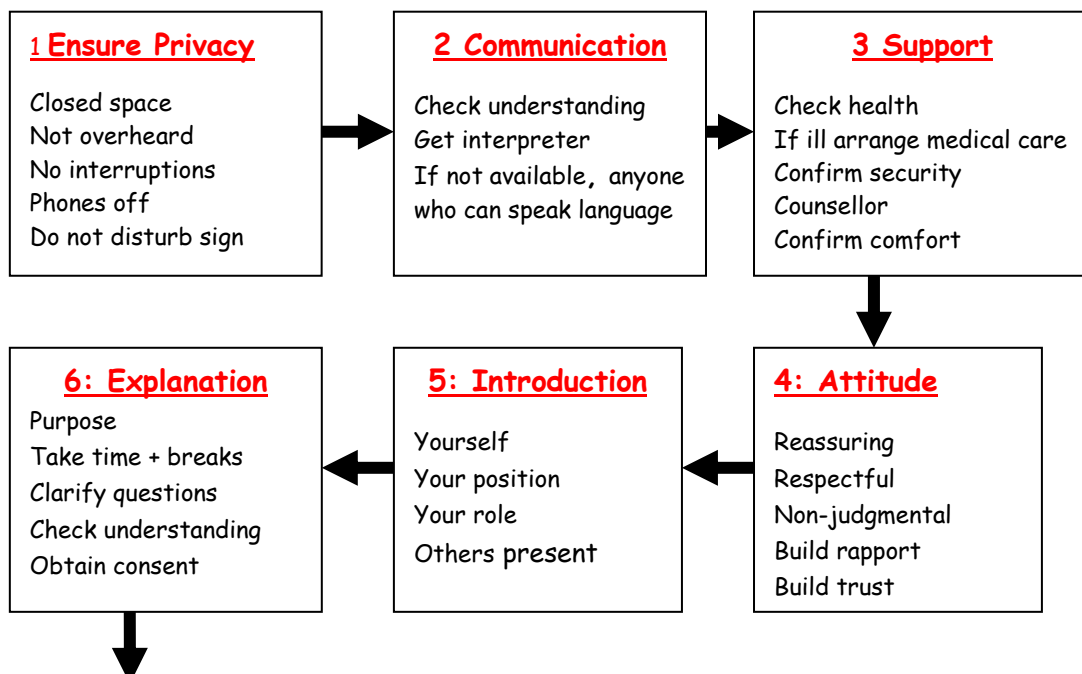 1 Ensure Privacy
Closed space
Not overheard
No interruptions
Phones off
Do not disturb sign
2 Communication
Check understanding
Get interpreter
If not available, anyone
who can speak language
3 Support
Check health
If ill arrange medical care
Confirm security
Counsellor
Confirm comfort
4: Attitude
Reassuring
Respectful
Non-judgmental
Build rapport
Build trust
5: Introduction
Yourself
Your position
Your role
Others present
6: Explanation
Purpose
Take time + breaks
Clarify questions
Check understanding
Obtain consent